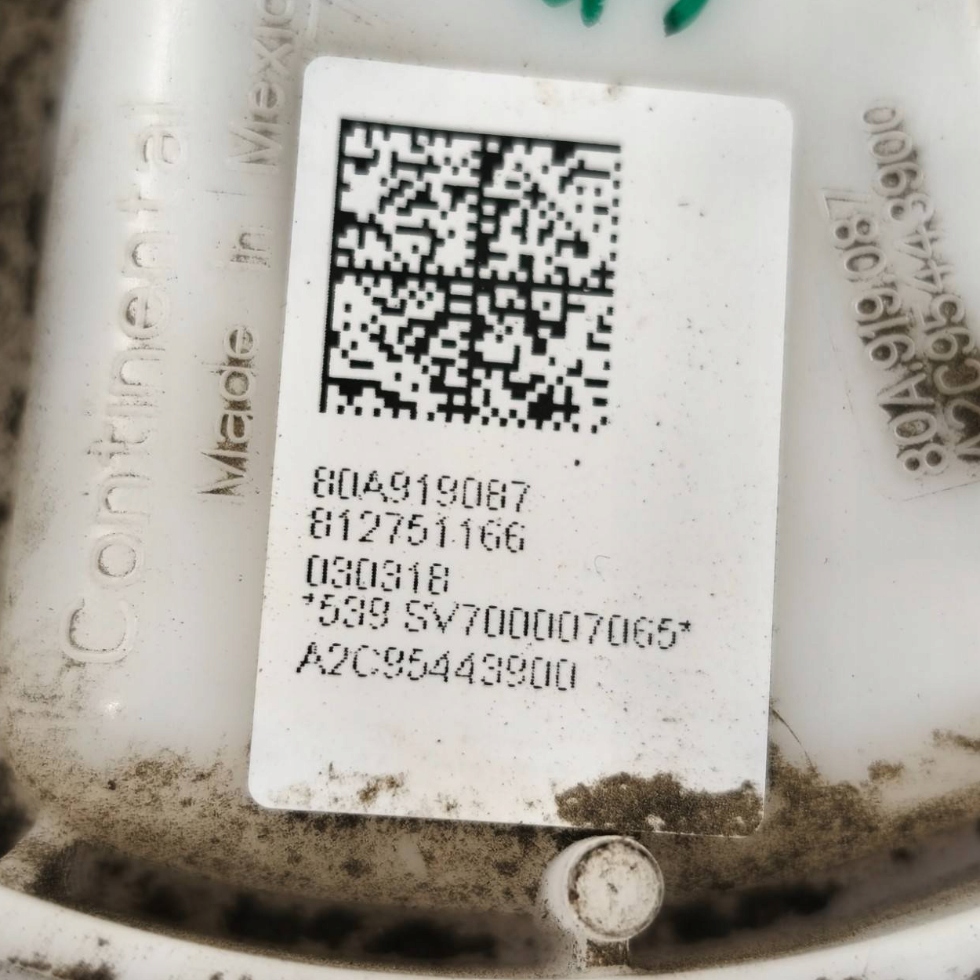 Continental
Made in Mexico
80A919087
812751166
030318
*539 SV700007065*
A2C95443900
A2C95443900
80A919087